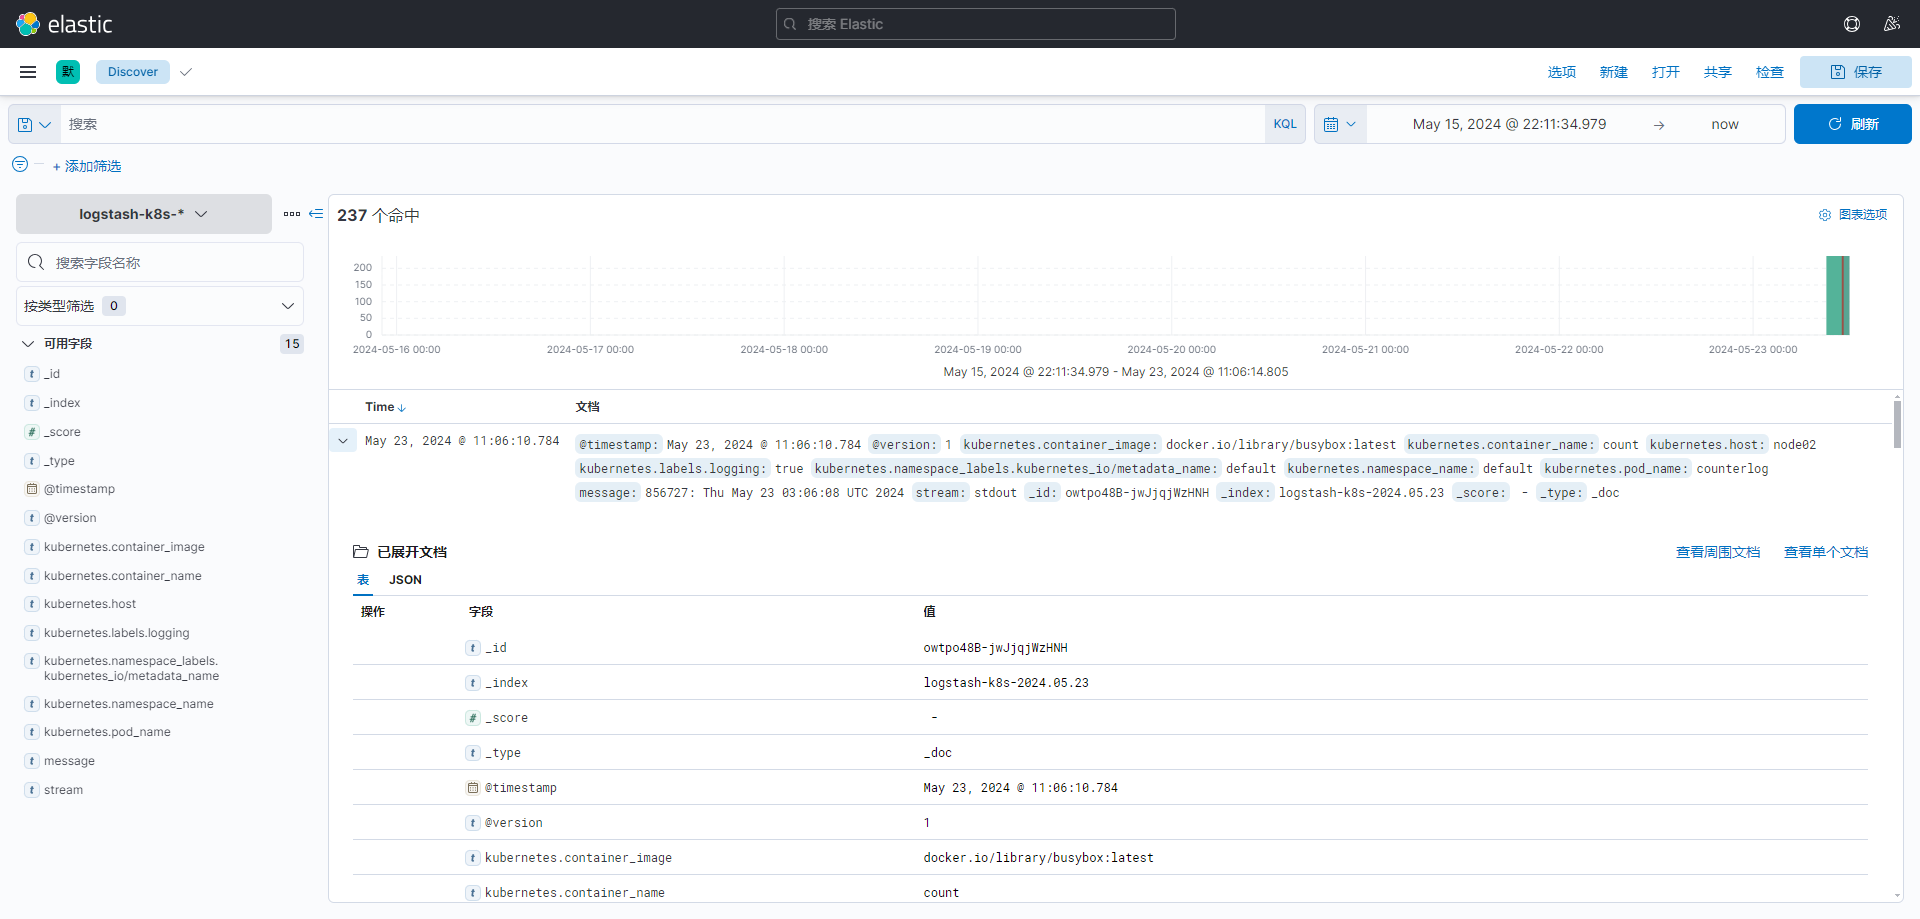 elastic
搜索 Elastic
默 Discover
选项 新建 打开 共享 检查 保存
搜索 KQL May 15, 2024 @ 22:11:34.979 → now 刷新
+ 添加筛选
logstash-k8s-*
搜索字段名称
按类型筛选 0
可用字段 15
t _id
t _index
# _score
t _type
@timestamp
t @version
t kubernetes.container_image
t kubernetes.container_name
t kubernetes.host
t kubernetes.labels.logging
t kubernetes.namespace_labels.
kubernetes_io/metadata_name
t kubernetes.namespace_name
t kubernetes.pod_name
t message
t stream
237 个命中 图表选项
200
150
100
50
0
2024-05-16 00:00 2024-05-17 00:00 2024-05-18 00:00 2024-05-19 00:00 2024-05-20 00:00 2024-05-21 00:00 2024-05-22 00:00 2024-05-23 00:00
May 15, 2024 @ 22:11:34.979 - May 23, 2024 @ 11:06:14.805
Time 文档
May 23, 2024 @ 11:06:10.784 @timestamp: May 23, 2024 @ 11:06:10.784 @version: 1 kubernetes.container_image: docker.io/library/busybox:latest kubernetes.container_name: count kubernetes.host: node02
kubernetes.labels.logging: true kubernetes.namespace_labels.kubernetes_io/metadata_name: default kubernetes.namespace_name: default kubernetes.pod_name: counterlog
message: 856727: Thu May 23 03:06:08 UTC 2024 stream: stdout _id: owtpo48B-jwJjqjWzHNH _index: logstash-k8s-2024.05.23 _score: - _type: _doc
已展开文档 查看周围文档 查看单个文档
表 JSON
操作 字段 值
t _id owtpo48B-jwJjqjWzHNH
t _index logstash-k8s-2024.05.23
# _score -
t _type _doc
@timestamp May 23, 2024 @ 11:06:10.784
t @version 1
t kubernetes.container_image docker.io/library/busybox:latest
t kubernetes.container_name count